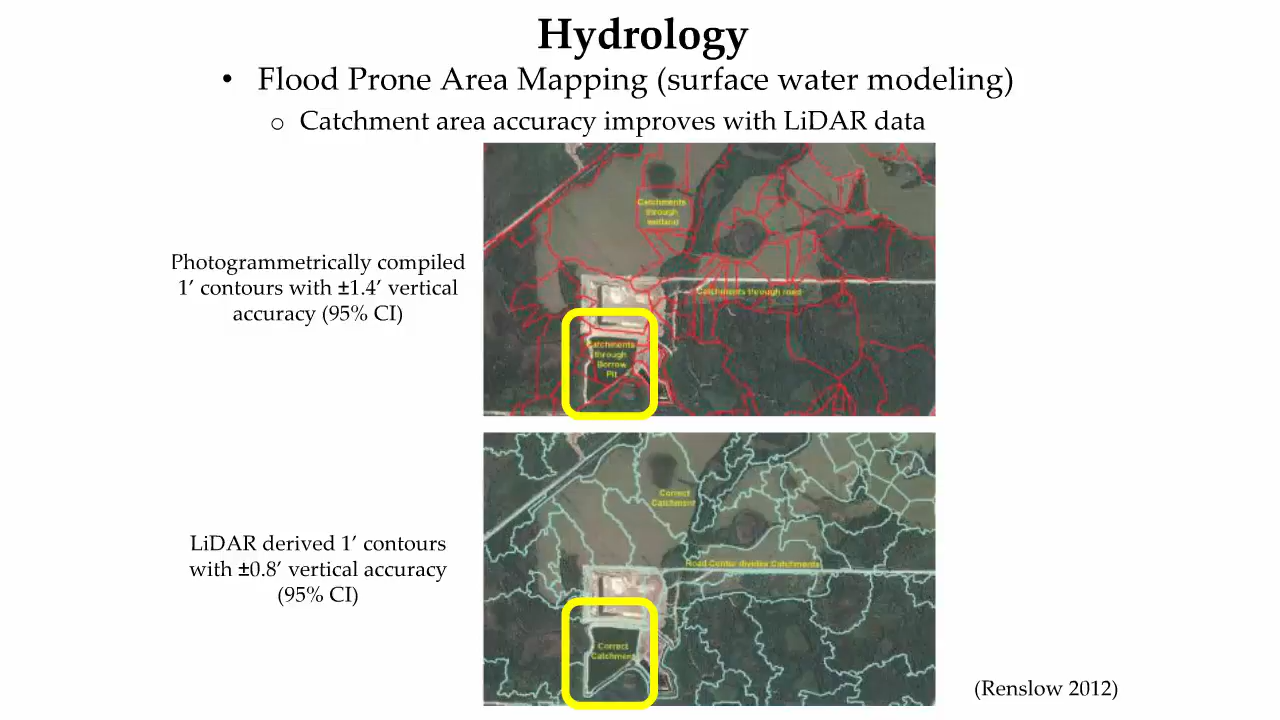 Hydrology
• Flood Prone Area Mapping (surface water modeling)
o Catchment area accuracy improves with LiDAR data
Photogrammetrically compiled
1’ contours with ±1.4’ vertical
accuracy (95% CI)
Catchments
through
wetland
Catchments through road
Catchments
through
Borrow
Pit
LiDAR derived 1’ contours
with ±0.8’ vertical accuracy
(95% CI)
Correct
Catchment
Road Center divides Catchments
Correct
Catchment
(Renslow 2012)